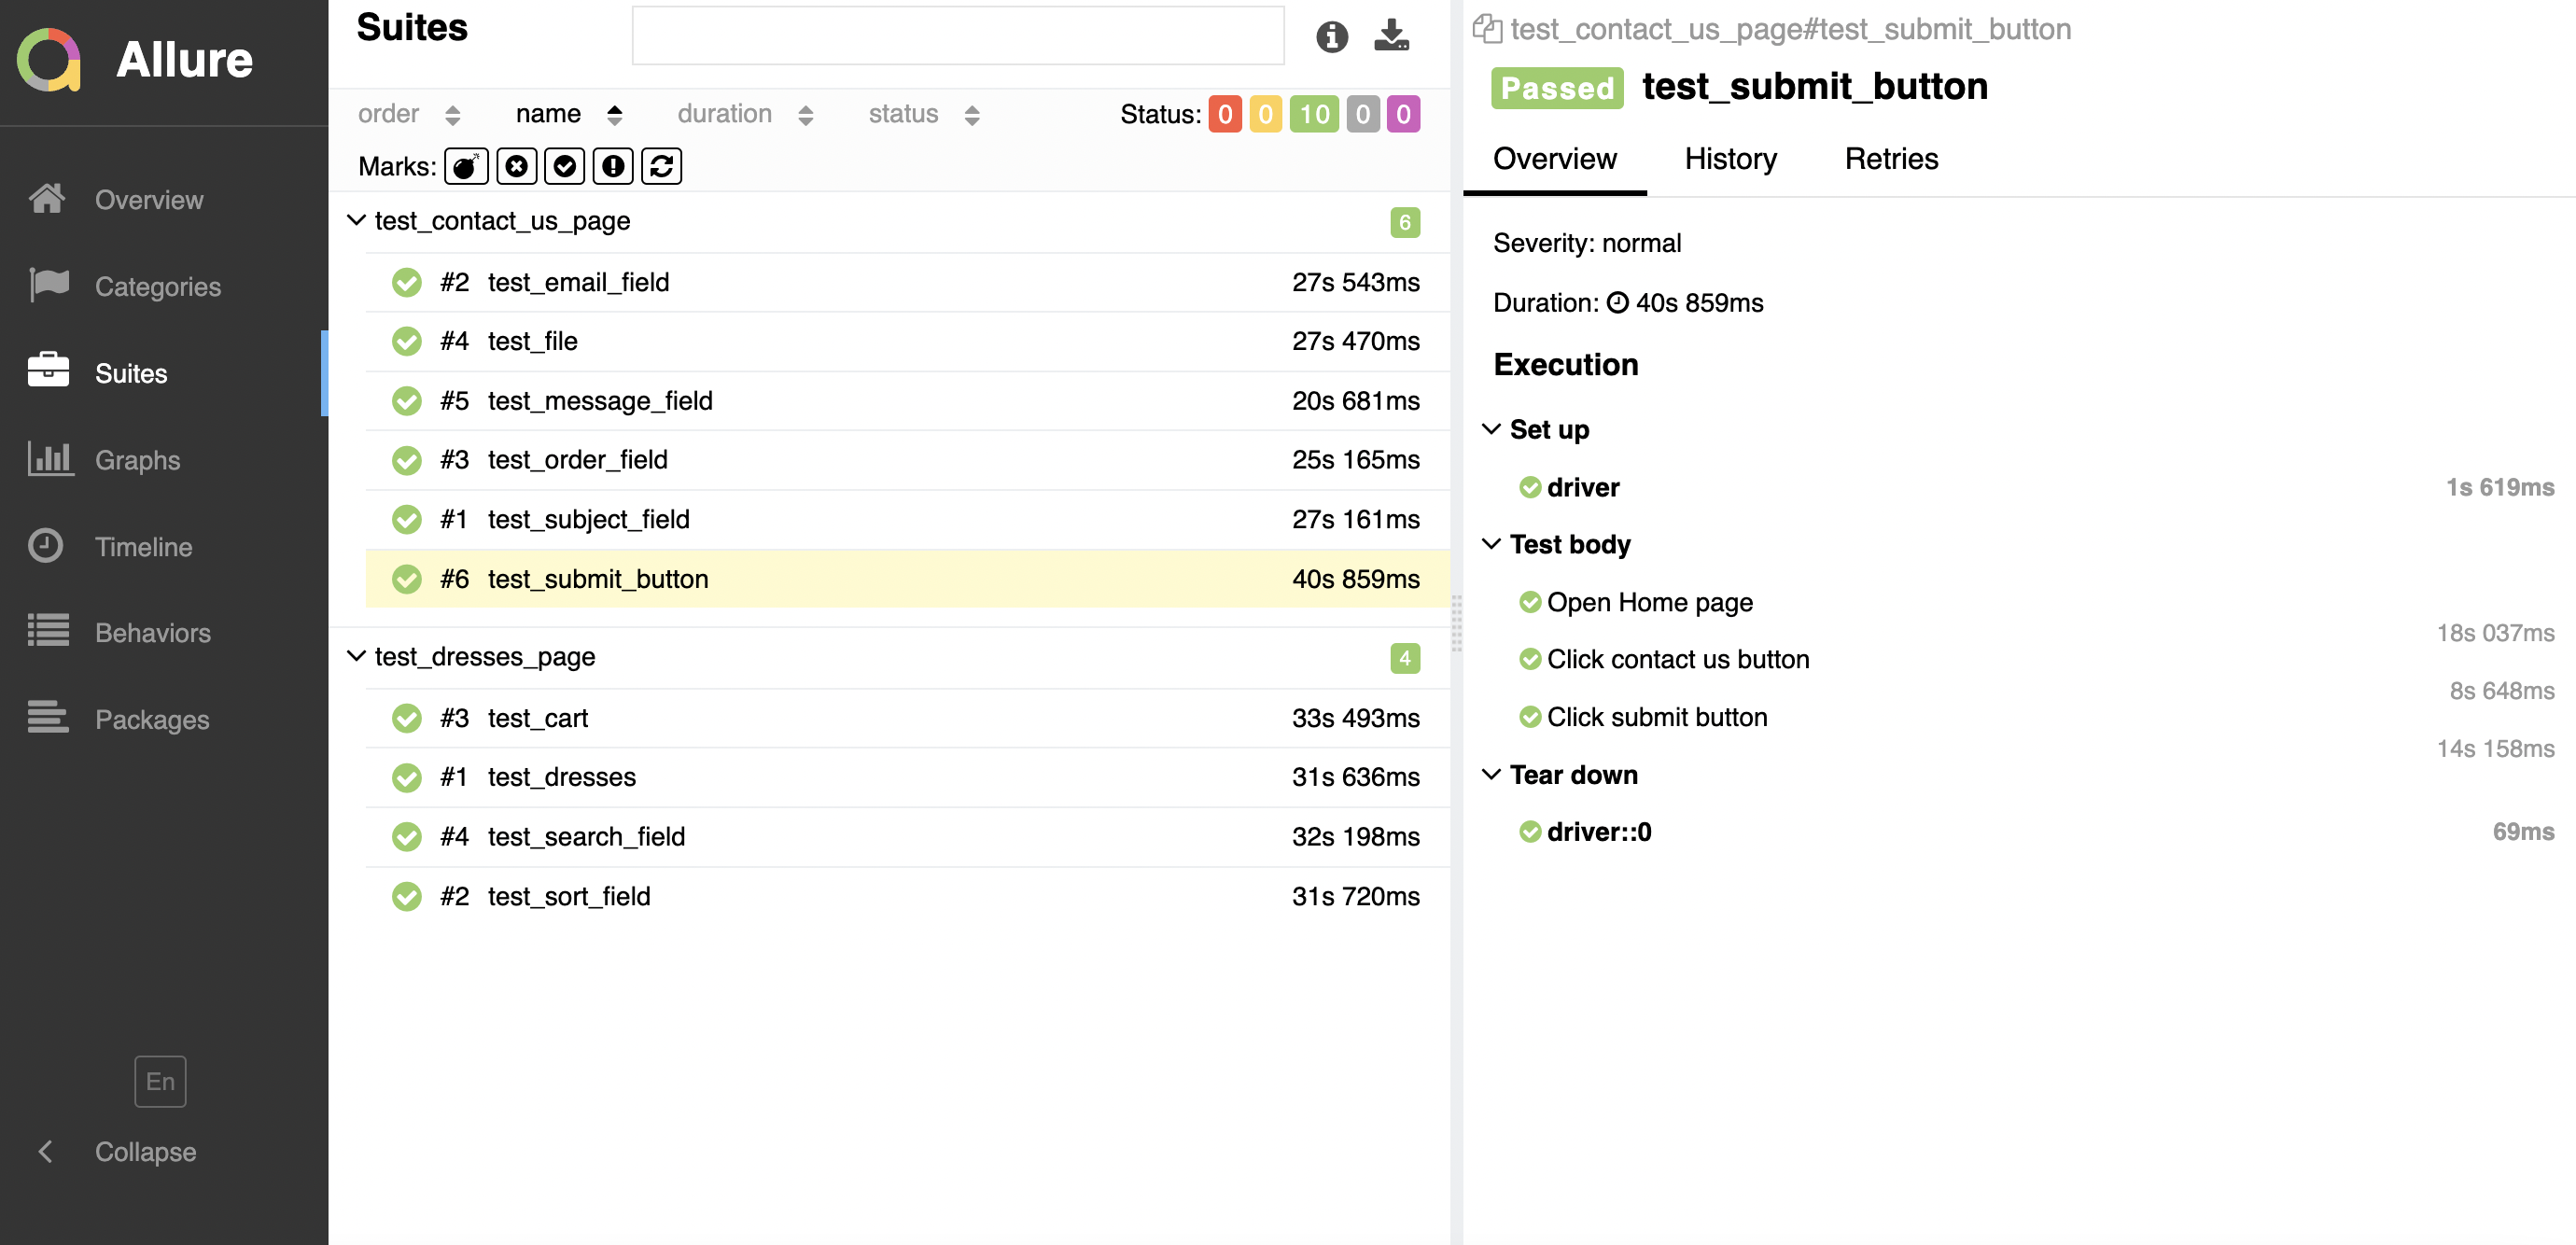 Allure
Overview
Categories
Suites
Graphs
Timeline
Behaviors
Packages
En
Collapse
Suites
order name duration status Status: 0 0 10 0 0
Marks:
test_contact_us_page 6
#2 test_email_field 27s 543ms
#4 test_file 27s 470ms
#5 test_message_field 20s 681ms
#3 test_order_field 25s 165ms
#1 test_subject_field 27s 161ms
#6 test_submit_button 40s 859ms
test_dresses_page 4
#3 test_cart 33s 493ms
#1 test_dresses 31s 636ms
#4 test_search_field 32s 198ms
#2 test_sort_field 31s 720ms
test_contact_us_page#test_submit_button
Passed test_submit_button
Overview History Retries
Severity: normal
Duration: 40s 859ms
Execution
Set up
driver 1s 619ms
Test body
Open Home page
18s 037ms
Click contact us button
8s 648ms
Click submit button
14s 158ms
Tear down
driver::0 69ms